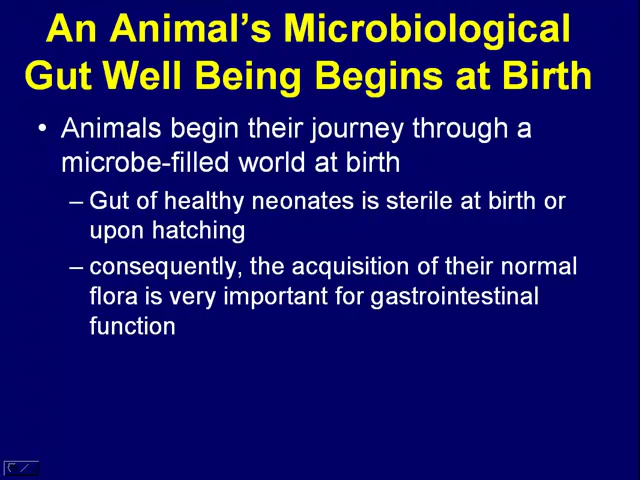 An Animal's Microbiological
Gut Well Being Begins at Birth
• Animals begin their journey through a
microbe-filled world at birth
– Gut of healthy neonates is sterile at birth or
upon hatching
– consequently, the acquisition of their normal
flora is very important for gastrointestinal
function